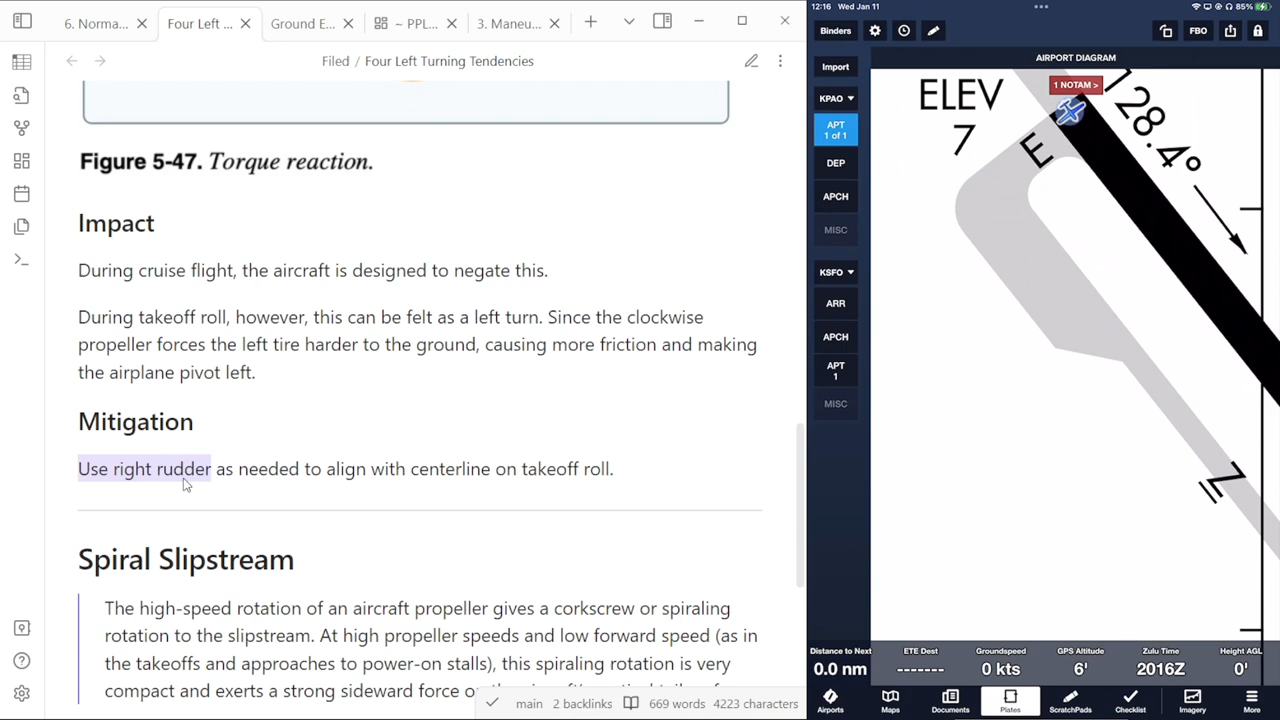 6. Norma...
Four Left ...
Ground E...
~ PPL...
3. Maneu...
Filed / Four Left Turning Tendencies
Figure 5-47. Torque reaction.
Impact
During cruise flight, the aircraft is designed to negate this.
During takeoff roll, however, this can be felt as a left turn. Since the clockwise
propeller forces the left tire harder to the ground, causing more friction and making
the airplane pivot left.
Mitigation
Use right rudder as needed to align with centerline on takeoff roll.
Spiral Slipstream
The high-speed rotation of an aircraft propeller gives a corkscrew or spiraling
rotation to the slipstream. At high propeller speeds and low forward speed (as in
the takeoffs and approaches to power-on stalls), this spiraling rotation is very
compact and exerts a strong sideward force
main
2 backlinks
669 words
4223 characters
12:16 Wed Jan 11
85%
Binders
FBO
AIRPORT DIAGRAM
Import
KPAO
APT
1 of 1
DEP
APCH
MISC
KSFO
ARR
APCH
APT
1
MISC
ELEV
7
1 NOTAM >
128.4°
E
Z
Distance to Next
0.0 nm
ETE Dest
-------
Groundspeed
0 kts
GPS Altitude
6'
Zulu Time
2016Z
Height AGL
0'
Airports
Maps
Documents
Plates
ScratchPads
Checklist
Imagery
More